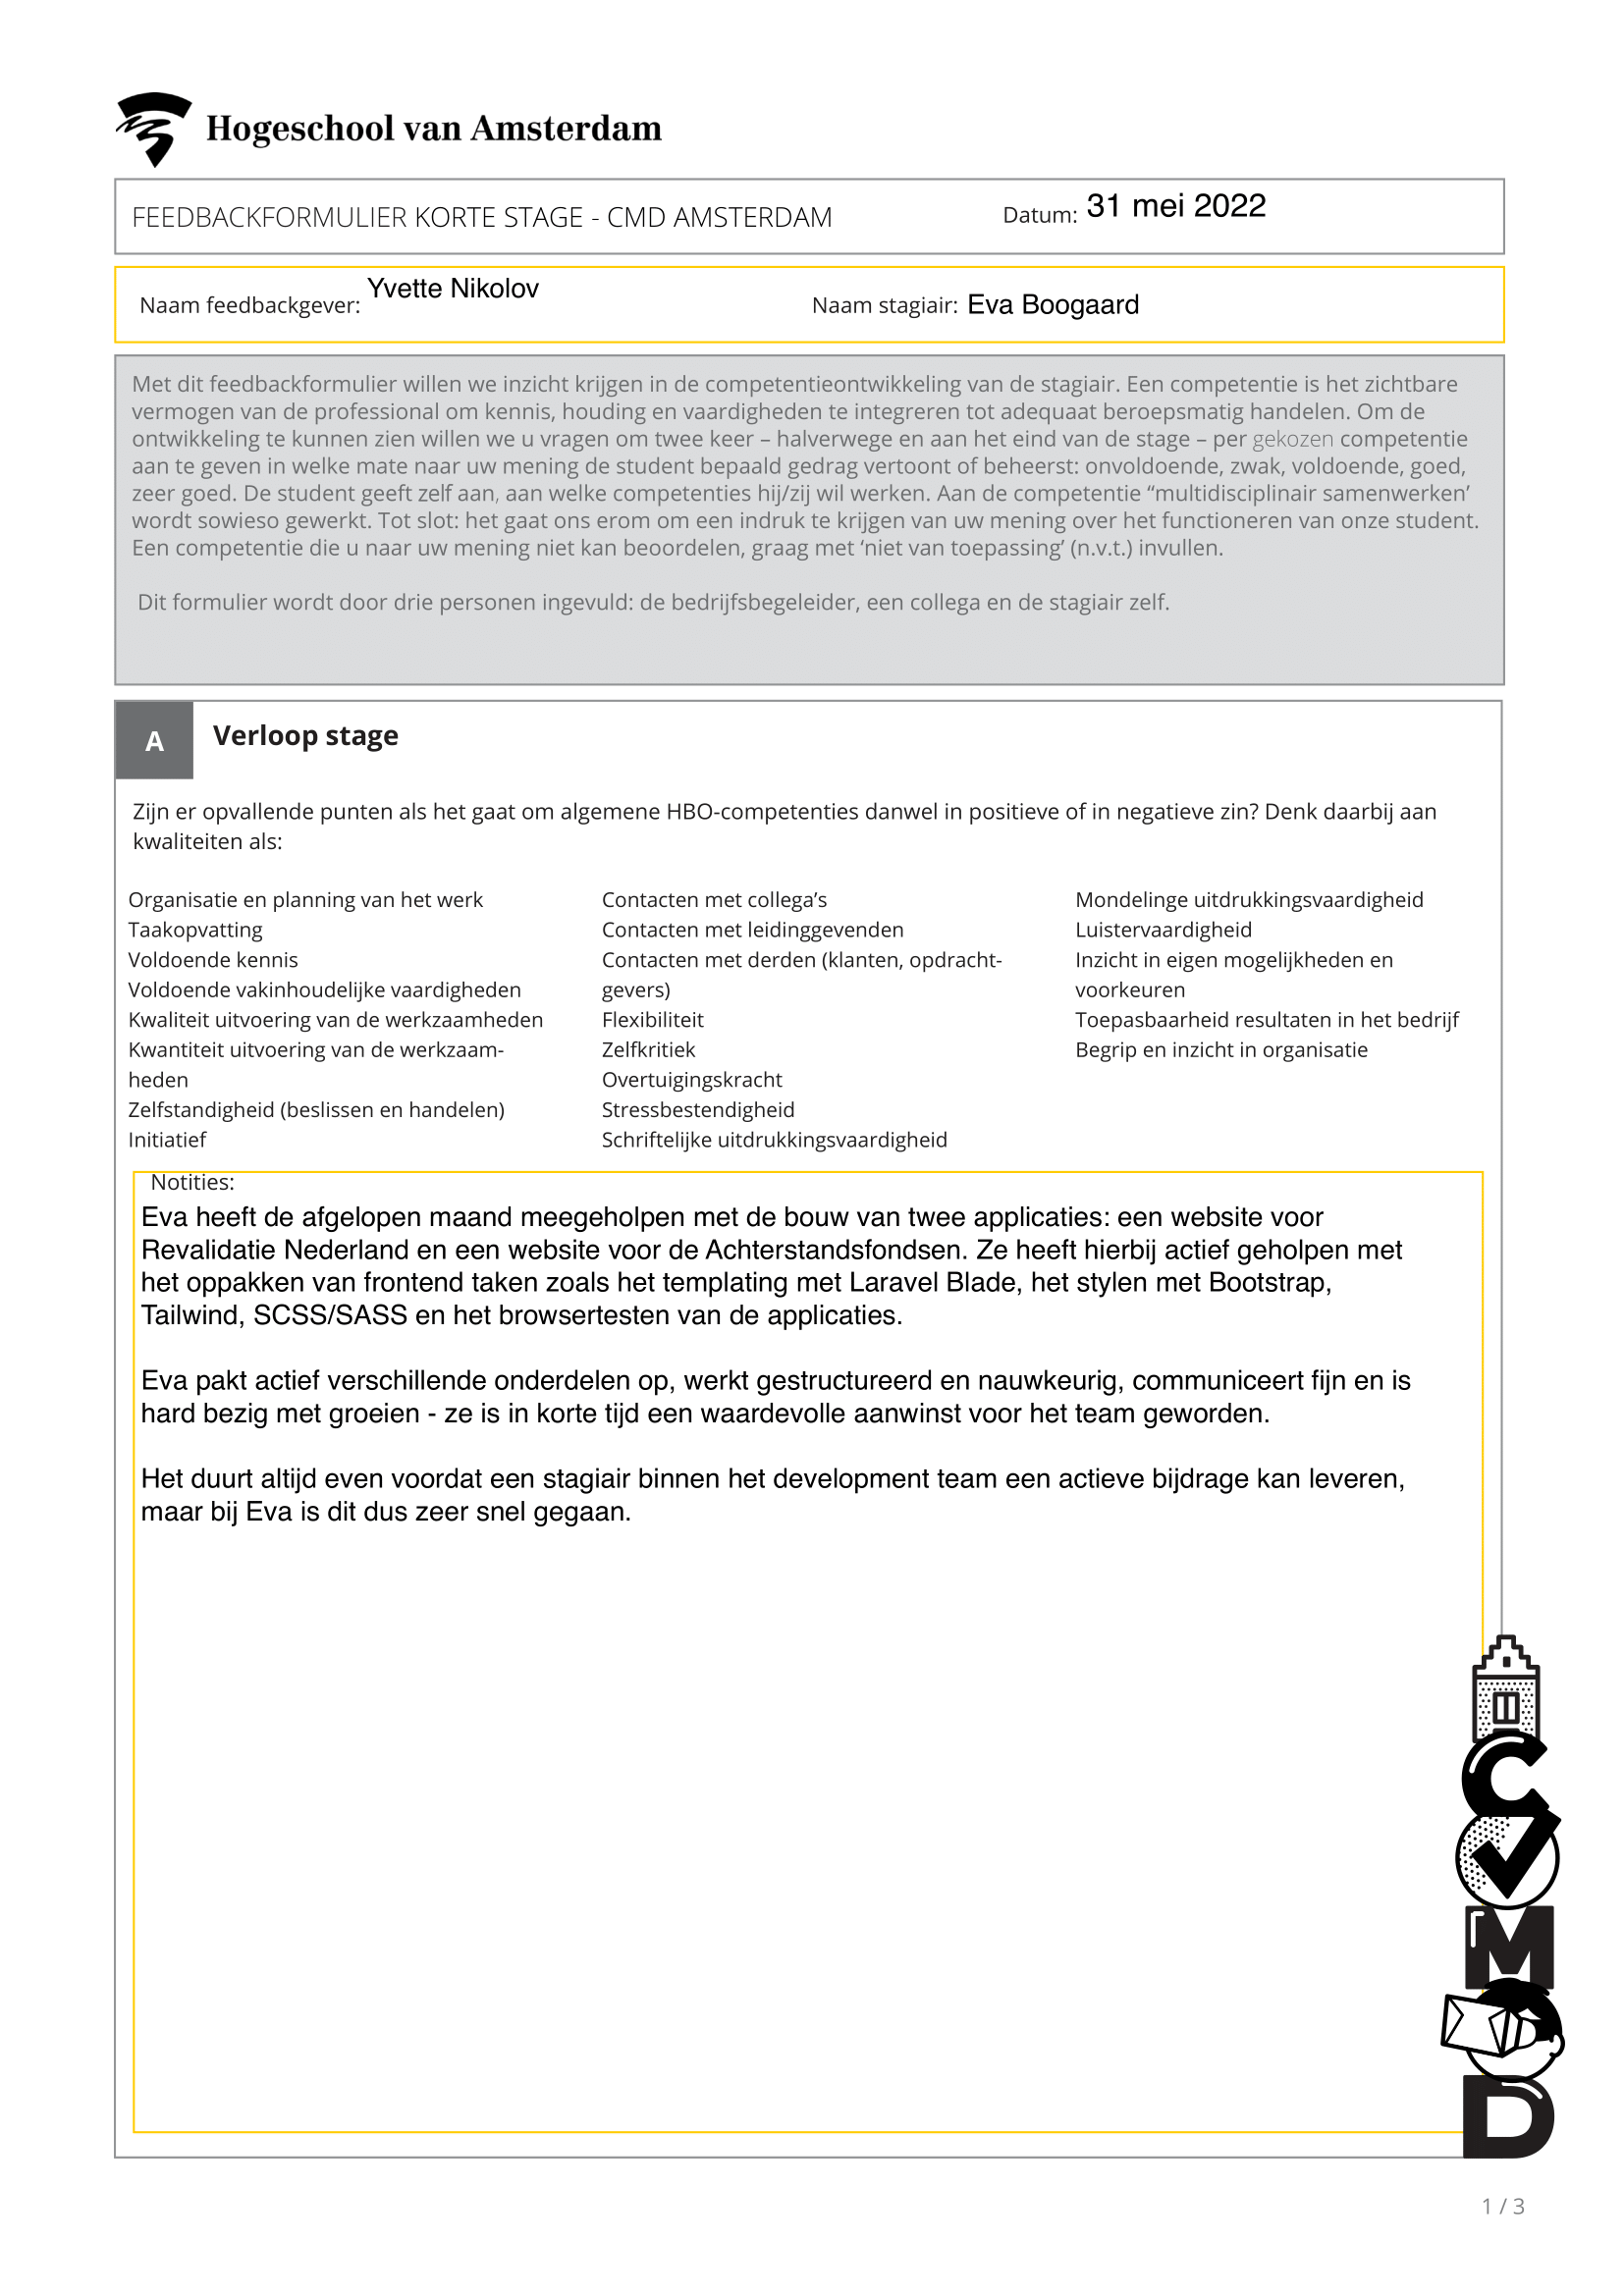 Hogeschool van Amsterdam
FEEDBACKFORMULIER KORTE STAGE - CMD AMSTERDAM
Datum: 31 mei 2022
Naam feedbackgever: Yvette Nikolov
Naam stagiair: Eva Boogaard
Met dit feedbackformulier willen we inzicht krijgen in de competentieontwikkeling van de stagiair. Een competentie is het zichtbare
vermogen van de professional om kennis, houding en vaardigheden te integreren tot adequaat beroepsmatig handelen. Om de
ontwikkeling te kunnen zien willen we u vragen om twee keer – halverwege en aan het eind van de stage – per gekozen competentie
aan te geven in welke mate naar uw mening de student bepaald gedrag vertoont of beheerst: onvoldoende, zwak, voldoende, goed,
zeer goed. De student geeft zelf aan, aan welke competenties hij/zij wil werken. Aan de competentie “multidisciplinair samenwerken’
wordt sowieso gewerkt. Tot slot: het gaat ons erom om een indruk te krijgen van uw mening over het functioneren van onze student.
Een competentie die u naar uw mening niet kan beoordelen, graag met ‘niet van toepassing’ (n.v.t.) invullen.
Dit formulier wordt door drie personen ingevuld: de bedrijfsbegeleider, een collega en de stagiair zelf.
A
Verloop stage
Zijn er opvallende punten als het gaat om algemene HBO-competenties danwel in positieve of in negatieve zin? Denk daarbij aan
kwaliteiten als:
Organisatie en planning van het werk
Taakopvatting
Voldoende kennis
Voldoende vakinhoudelijke vaardigheden
Kwaliteit uitvoering van de werkzaamheden
Kwantiteit uitvoering van de werkzaam-
heden
Zelfstandigheid (beslissen en handelen)
Initiatief
Contacten met collega’s
Contacten met leidinggevenden
Contacten met derden (klanten, opdracht-
gevers)
Flexibiliteit
Zelfkritiek
Overtuigingskracht
Stressbestendigheid
Schriftelijke uitdrukkingsvaardigheid
Mondelinge uitdrukkingsvaardigheid
Luistervaardigheid
Inzicht in eigen mogelijkheden en
voorkeuren
Toepasbaarheid resultaten in het bedrijf
Begrip en inzicht in organisatie
Notities:
Eva heeft de afgelopen maand meegeholpen met de bouw van twee applicaties: een website voor
Revalidatie Nederland en een website voor de Achterstandsfondsen. Ze heeft hierbij actief geholpen met
het oppakken van frontend taken zoals het templating met Laravel Blade, het stylen met Bootstrap,
Tailwind, SCSS/SASS en het browsertesten van de applicaties.
Eva pakt actief verschillende onderdelen op, werkt gestructureerd en nauwkeurig, communiceert fijn en is
hard bezig met groeien - ze is in korte tijd een waardevolle aanwinst voor het team geworden.
Het duurt altijd even voordat een stagiair binnen het development team een actieve bijdrage kan leveren,
maar bij Eva is dit dus zeer snel gegaan.
C
M
D
1 / 3